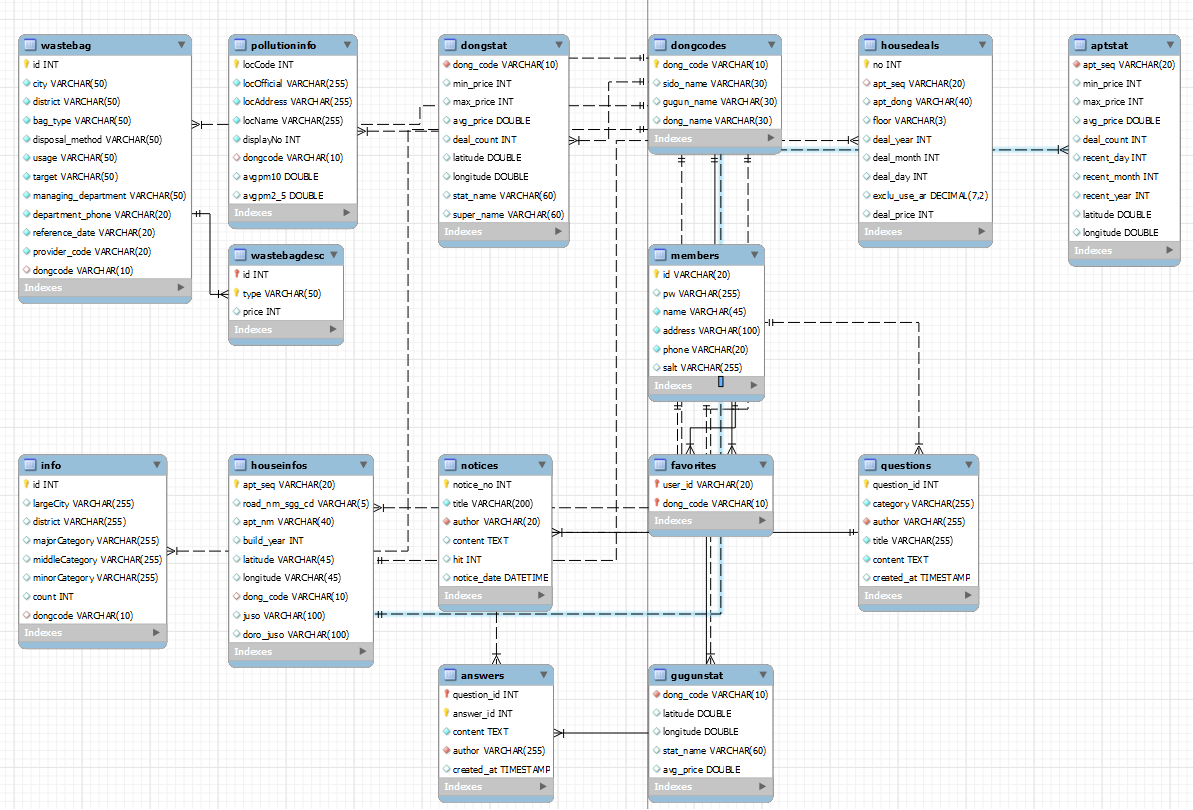 wastebag
id INT
city VARCHAR(50)
district VARCHAR(50)
bag_type VARCHAR(50)
disposal_method VARCHAR(50)
usage VARCHAR(50)
target VARCHAR(50)
managing_department VARCHAR(50)
department_phone VARCHAR(20)
reference_date VARCHAR(20)
provider_code VARCHAR(20)
dongcode VARCHAR(10)
Indexes
pollutioninfo
locCode INT
locOfficial VARCHAR(255)
locAddress VARCHAR(255)
locName VARCHAR(255)
displayNo INT
dongcode VARCHAR(10)
avgpm10 DOUBLE
avgpm2_5 DOUBLE
Indexes
wastebagdesc
id INT
type VARCHAR(50)
price INT
Indexes
dongstat
dong_code VARCHAR(10)
min_price INT
max_price INT
avg_price DOUBLE
deal_count INT
latitude DOUBLE
longitude DOUBLE
stat_name VARCHAR(60)
super_name VARCHAR(60)
Indexes
dongcodes
dong_code VARCHAR(10)
sido_name VARCHAR(30)
gugun_name VARCHAR(30)
dong_name VARCHAR(30)
Indexes
housedeals
no INT
apt_seq VARCHAR(20)
apt_dong VARCHAR(40)
floor VARCHAR(3)
deal_year INT
deal_month INT
deal_day INT
exclu_use_ar DECIMAL(7,2)
deal_price INT
Indexes
aptstat
apt_seq VARCHAR(20)
min_price INT
max_price INT
avg_price DOUBLE
deal_count INT
recent_day INT
recent_month INT
recent_year INT
latitude DOUBLE
longitude DOUBLE
Indexes
members
id VARCHAR(20)
pw VARCHAR(255)
name VARCHAR(45)
address VARCHAR(100)
phone VARCHAR(20)
salt VARCHAR(255)
Indexes
info
id INT
largeCity VARCHAR(255)
district VARCHAR(255)
majorCategory VARCHAR(255)
middleCategory VARCHAR(255)
minorCategory VARCHAR(255)
count INT
dongcode VARCHAR(10)
Indexes
houseinfos
apt_seq VARCHAR(20)
road_nm_sgg_cd VARCHAR(5)
apt_nm VARCHAR(40)
build_year INT
latitude VARCHAR(45)
longitude VARCHAR(45)
dong_code VARCHAR(10)
juso VARCHAR(100)
doro_juso VARCHAR(100)
Indexes
notices
notice_no INT
title VARCHAR(200)
author VARCHAR(20)
content TEXT
hit INT
notice_date DATETIME
Indexes
favorites
user_id VARCHAR(20)
dong_code VARCHAR(10)
Indexes
questions
question_id INT
category VARCHAR(255)
author VARCHAR(255)
title VARCHAR(255)
content TEXT
created_at TIMESTAMP
Indexes
answers
question_id INT
answer_id INT
content TEXT
author VARCHAR(255)
created_at TIMESTAMP
Indexes
gugunstat
dong_code VARCHAR(10)
latitude DOUBLE
longitude DOUBLE
stat_name VARCHAR(60)
avg_price DOUBLE
Indexes